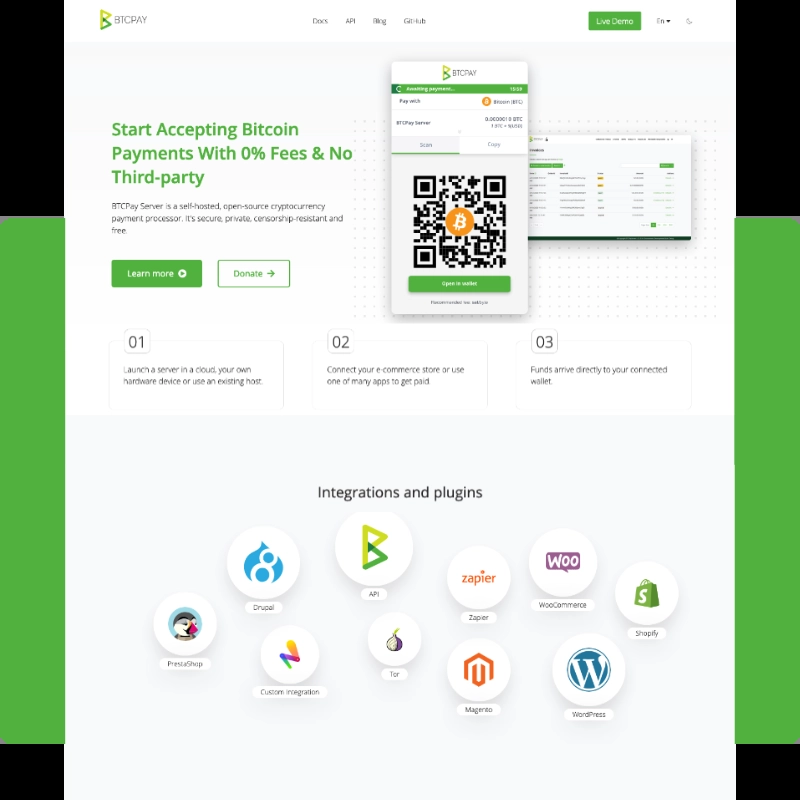 BTCPAY
Docs
API
Blog
GitHub
Live Demo
En
BTCPAY
Awaiting payment...
Pay with
Bitcoin (BTC)
BTCPay Server
Scan
Copy
Open in wallet
Start Accepting Bitcoin
Payments With 0% Fees & No
Third-party
BTCPay Server is a self-hosted, open-source cryptocurrency
payment processor. It's secure, private, censorship-resistant and
free.
Learn more
Donate
01
Launch a server in a cloud, your own
hardware device or use an existing host.
02
Connect your e-commerce store or use
one of many apps to get paid
03
Funds arrive directly to your connected
wallet.
Integrations and plugins
Drupal
API
zapier
Zapier
WOO
WooCommerce
Shopify
PrestaShop
Custom Integration
Tor
Magento
WordPress